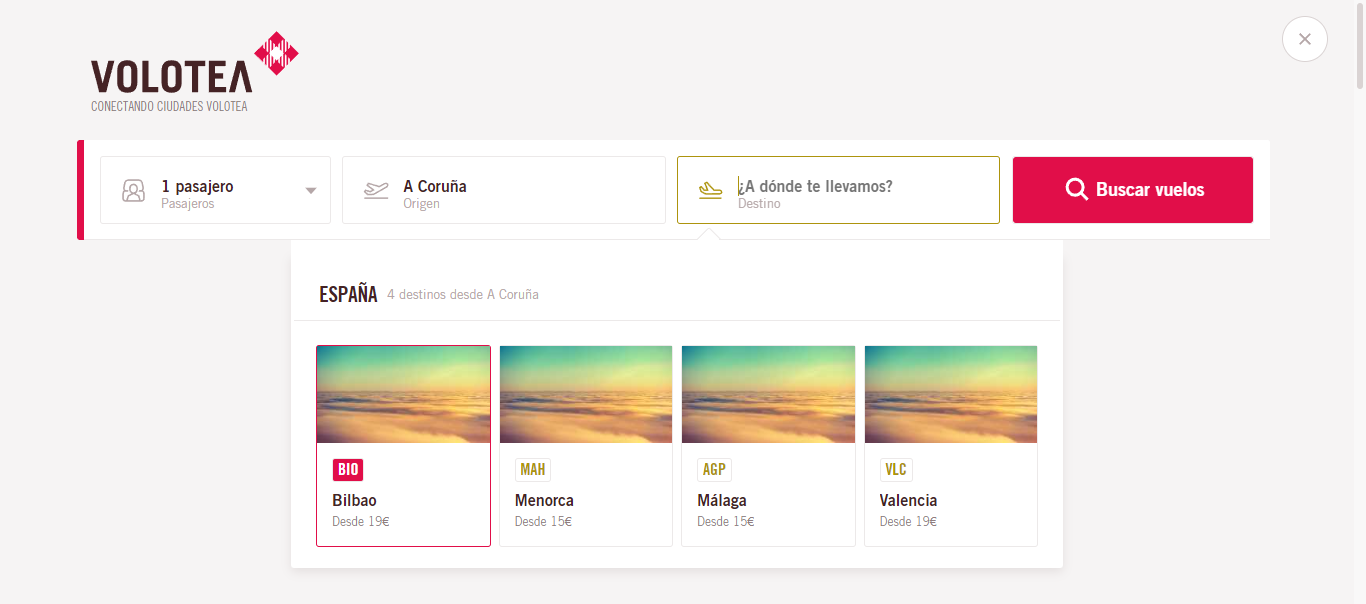 VOLOTEA
CONECTANDO CIUDADES VOLOTEA
1 pasajero
Pasajeros
A Coruña
Origen
¿A dónde te llevamos?
Destino
Buscar vuelos
ESPAÑA 4 destinos desde A Coruña
BIO
Bilbao
Desde 19€
MAH
Menorca
Desde 15€
AGP
Málaga
Desde 15€
VLC
Valencia
Desde 19€